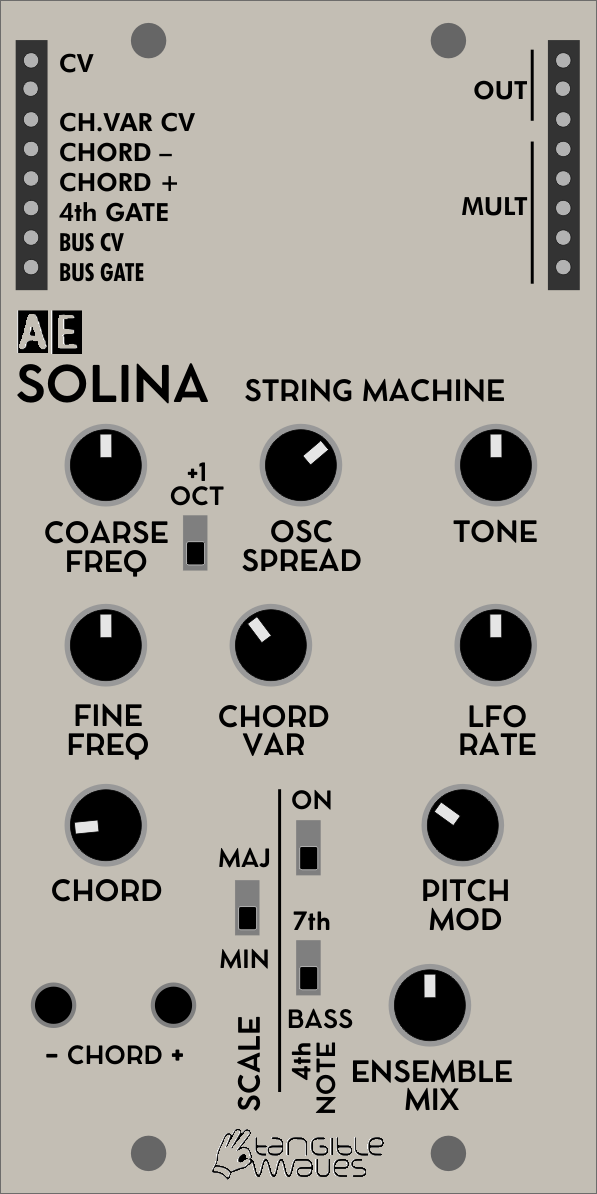 CV
OUT
CH.VAR CV
CHORD –
CHORD +
4th GATE
MULT
BUS CV
BUS GATE
AE
SOLINA STRING MACHINE
+1
OCT
COARSE
FREQ
OSC
SPREAD
TONE
FINE
FREQ
CHORD
VAR
LFO
RATE
ON
MAJ
CHORD
PITCH
MOD
7th
MIN
BASS
- CHORD +
SCALE
4th
NOTE
ENSEMBLE
MIX
tangible
waves